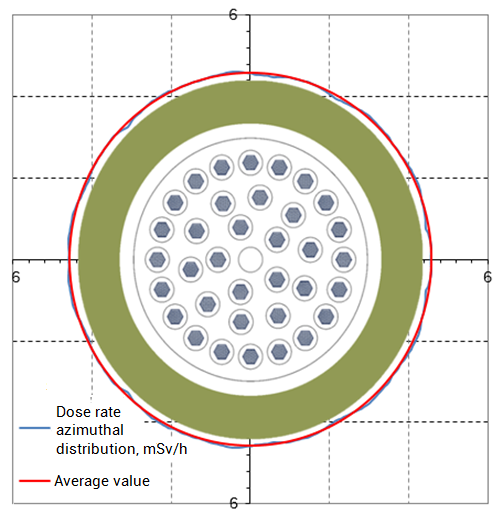 6
6
6
Dose rate
azimuthal
distribution, mSv/h
Average value
6